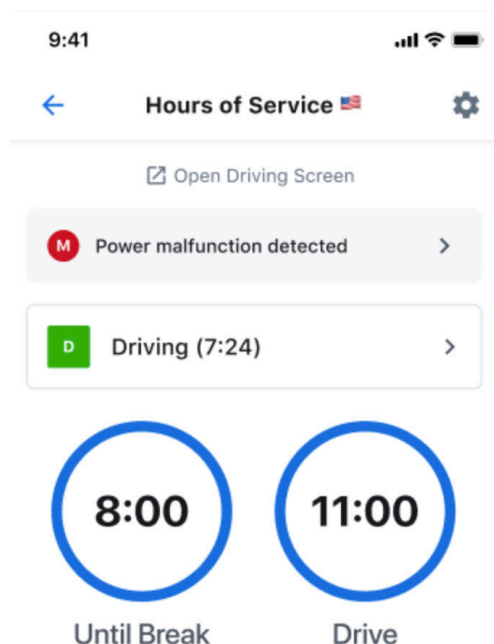 9:41
Hours of Service 🇺🇸
Open Driving Screen
M Power malfunction detected
D Driving (7:24)
8:00 11:00
Until Break Drive